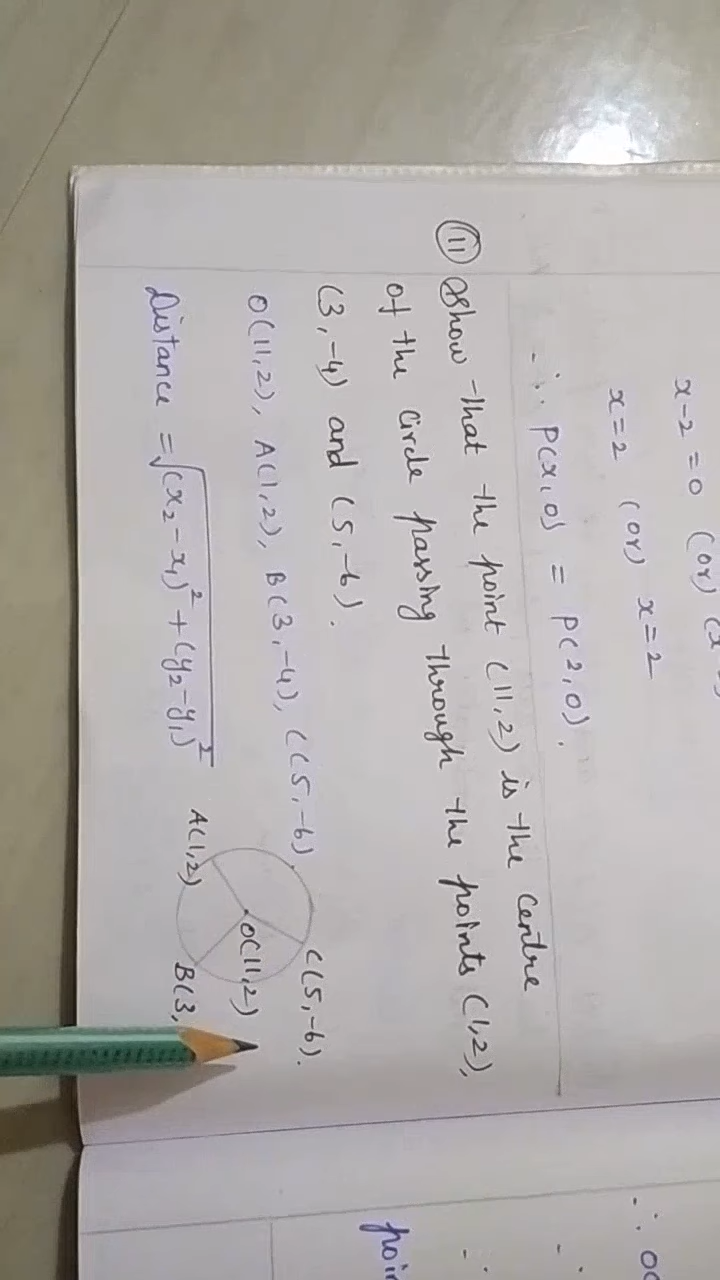 x-2=0 (or) (x
x=2 (or) x=2
∴ P(x,0) = P(2,0).
(11) Show that the point (11,2) is the centre
of the circle passing through the points (1,2),
(3,-4) and (5,-6).
O(11,2), A(1,2), B(3,-4), C(5,-6).
Distance = √(x₂-x₁)²+(y₂-y₁)²
C(5,-6).
O(11,2)
A(1,2)
B(3,
∴
poin